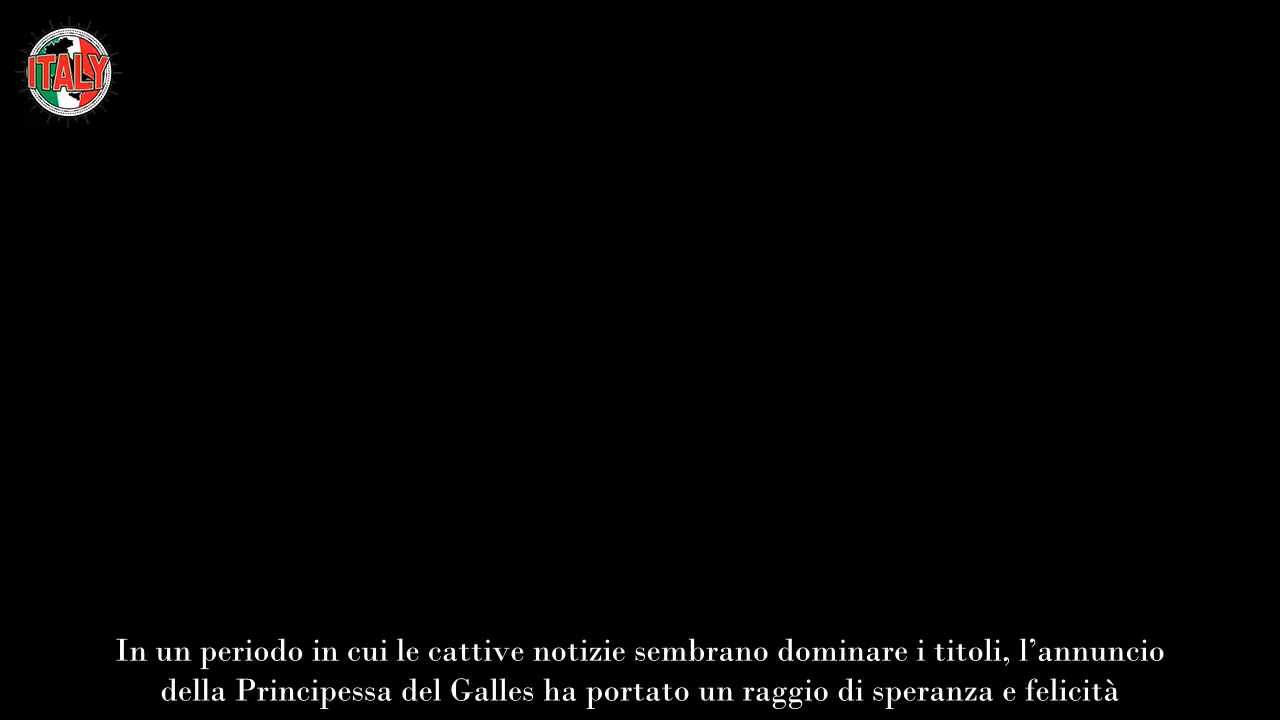 ITALY
In un periodo in cui le cattive notizie sembrano dominare i titoli, l’annuncio
della Principessa del Galles ha portato un raggio di speranza e felicità